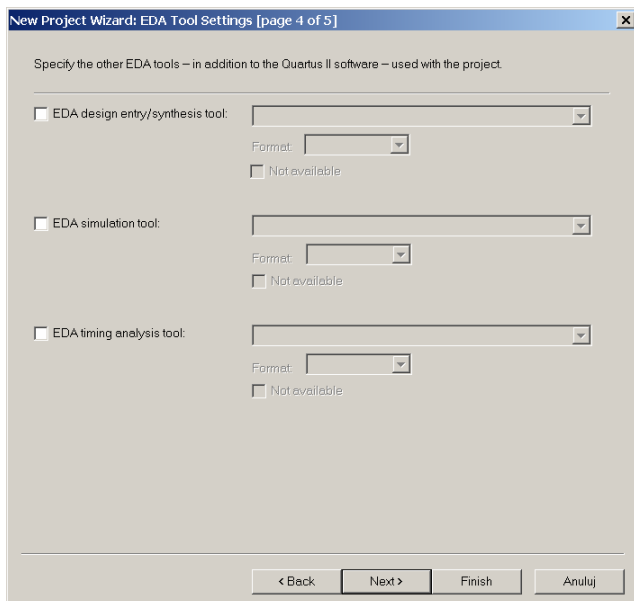 New Project Wizard: EDA Tool Settings [page 4 of 5]
Specify the other EDA tools – in addition to the Quartus II software – used with the project.
EDA design entry/synthesis tool:
Format:
Not available
EDA simulation tool:
Format:
Not available
EDA timing analysis tool:
Format:
Not available
< Back Next > Finish Anuluj